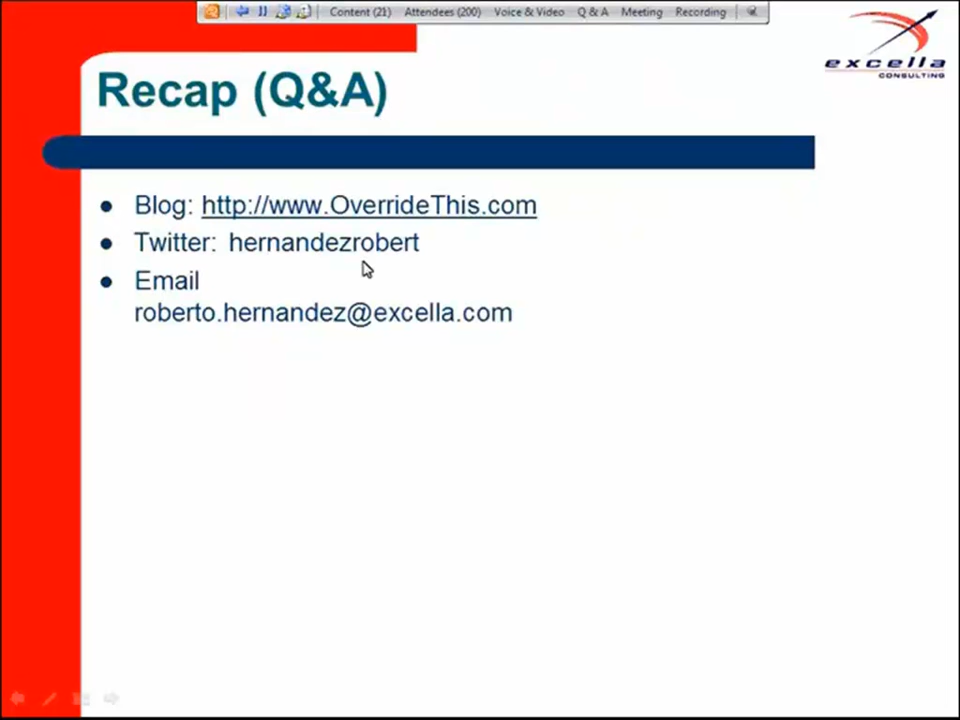 Content (21) Attendees (200) Voice & Video Q & A Meeting Recording
excella
CONSULTING
Recap (Q&A)
Blog: http://www.OverrideThis.com
Twitter: hernandezrobert
Email
roberto.hernandez@excella.com